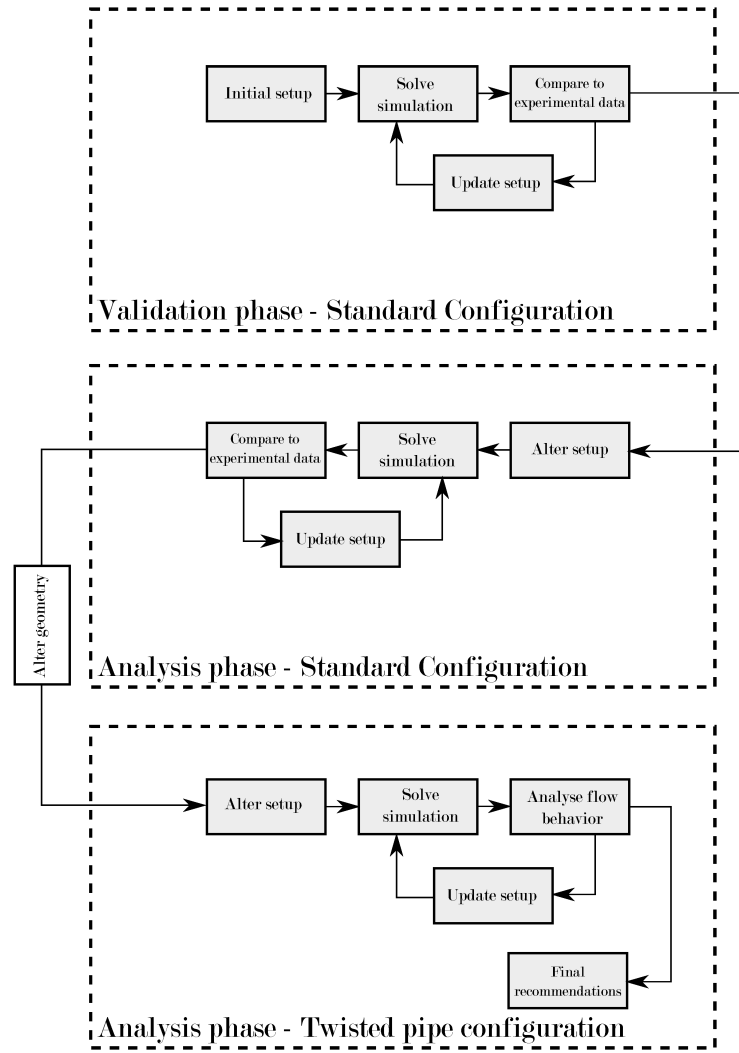 Initial setup
Solve
simulation
Compare to
experimental data
Update setup
Validation phase - Standard Configuration
Compare to
experimental data
Solve
simulation
Alter setup
Update setup
Analysis phase - Standard Configuration
Alter geometry
Alter setup
Solve
simulation
Analyse flow
behavior
Update setup
Final
recommendations
Analysis phase - Twisted pipe configuration